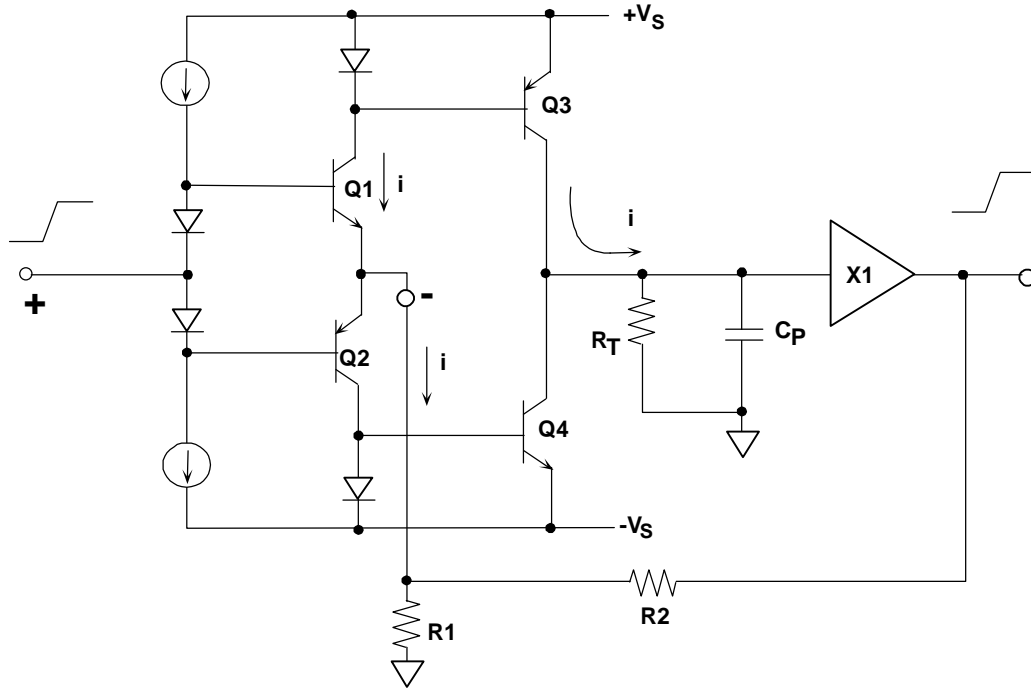 +VS
Q3
Q1
i
i
X1
+
-
RT
CP
Q2
i
Q4
-VS
R2
R1